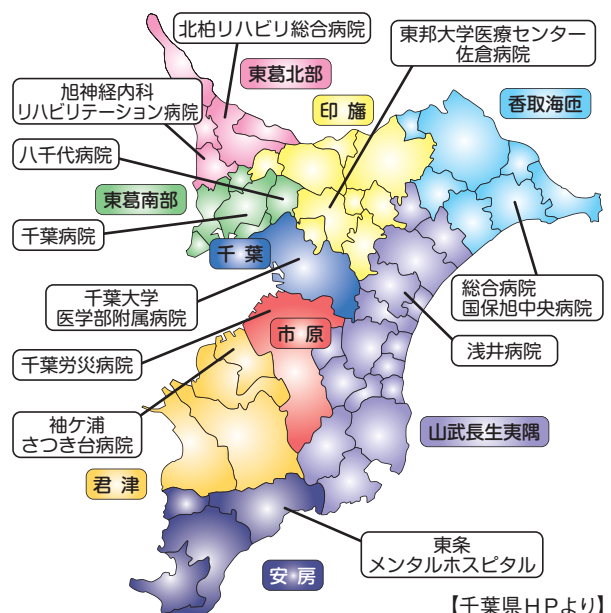 北柏リハビリ総合病院
東邦大学医療センター
佐倉病院
東葛北部
旭神経内科
リハビリテーション病院
印旛
香取海匝
八千代病院
東葛南部
千葉病院
千葉
千葉大学
医学部附属病院
総合病院
国保旭中央病院
千葉労災病院
市原
浅井病院
袖ケ浦
さつき台病院
山武長生夷隅
君津
東条
メンタルホスピタル
安房
【千葉県HPより】